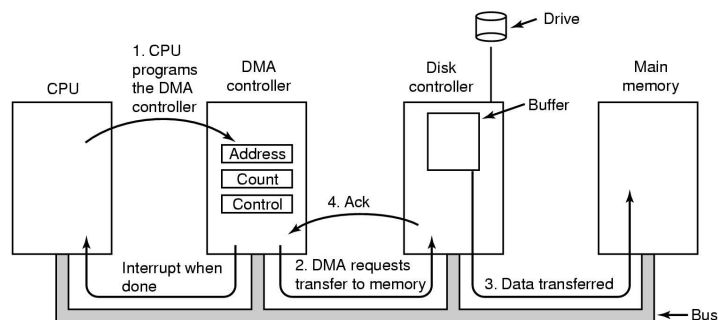 Drive
1. CPU
programs
the DMA
controller
CPU
DMA
controller
Disk
controller
Main
memory
Buffer
Address
Count
Control
4. Ack
Interrupt when
done
2. DMA requests
transfer to memory
3. Data transferred
Bus